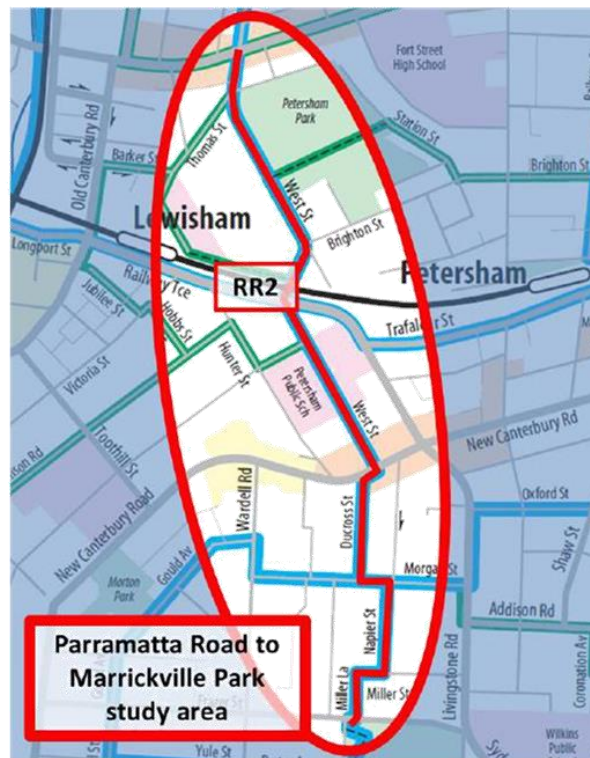 Fort Street
High School
Petersham
Park
Station St
Old Canterbury Rd
Barker St
Thomas St
Brighton St
West St
Brighton St
Lewisham
Longport St
Petersham
RR2
Railway Tce
Trafalgar St
Jubilee St
Hobbs St
Hunter St
Victoria St
Petersham
Public Sch
West St
New Canterbury Rd
Toothill St
Wardell Rd
Oxford St
Ducross St
New Canterbury Road
Gould Av
Morgan St
Shaw St
Morton
Park
Napier St
Addison Rd
Livingstone Rd
Coronation Av
Parramatta Road to
Marrickville Park
study area
Miller La
Miller St
Wilkins
Public
Yule St